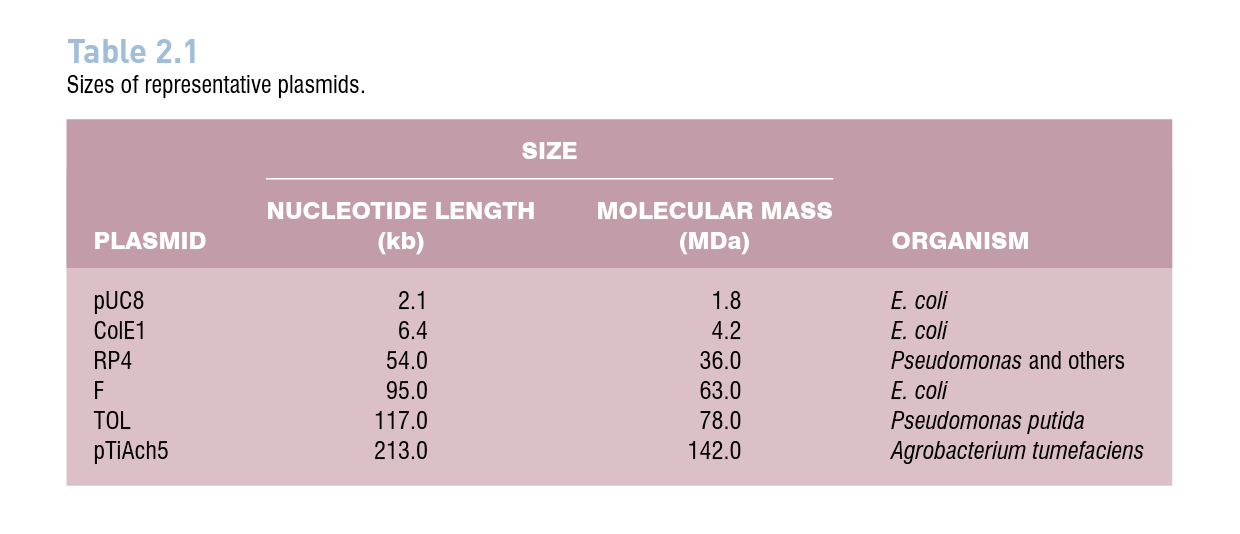 Table 2.1
Sizes of representative plasmids.
SIZE
NUCLEOTIDE LENGTH MOLECULAR MASS
PLASMID (kb) (MDa) ORGANISM
pUC8 2.1 1.8 E. coli
ColE1 6.4 4.2 E. coli
RP4 54.0 36.0 Pseudomonas and others
F 95.0 63.0 E. coli
TOL 117.0 78.0 Pseudomonas putida
pTiAch5 213.0 142.0 Agrobacterium tumefaciens